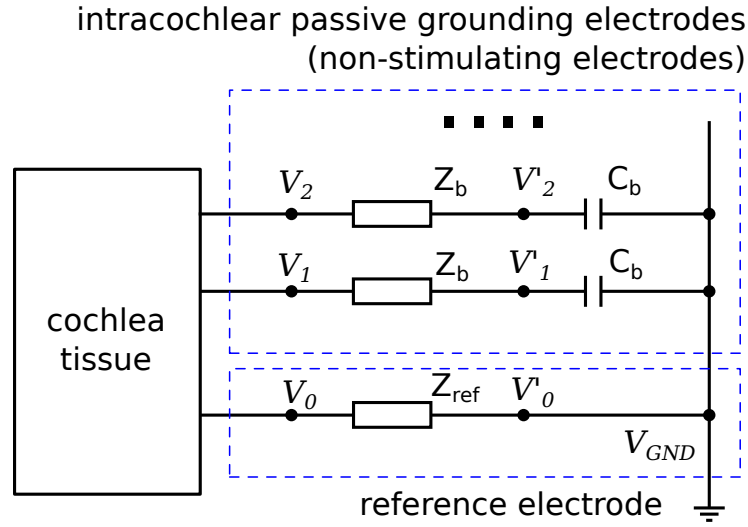 intracochlear passive grounding electrodes
(non-stimulating electrodes)
V2 Zb V'2 Cb
V1 Zb V'1 Cb
cochlea
tissue
V0 Zref V'0
VGND
reference electrode